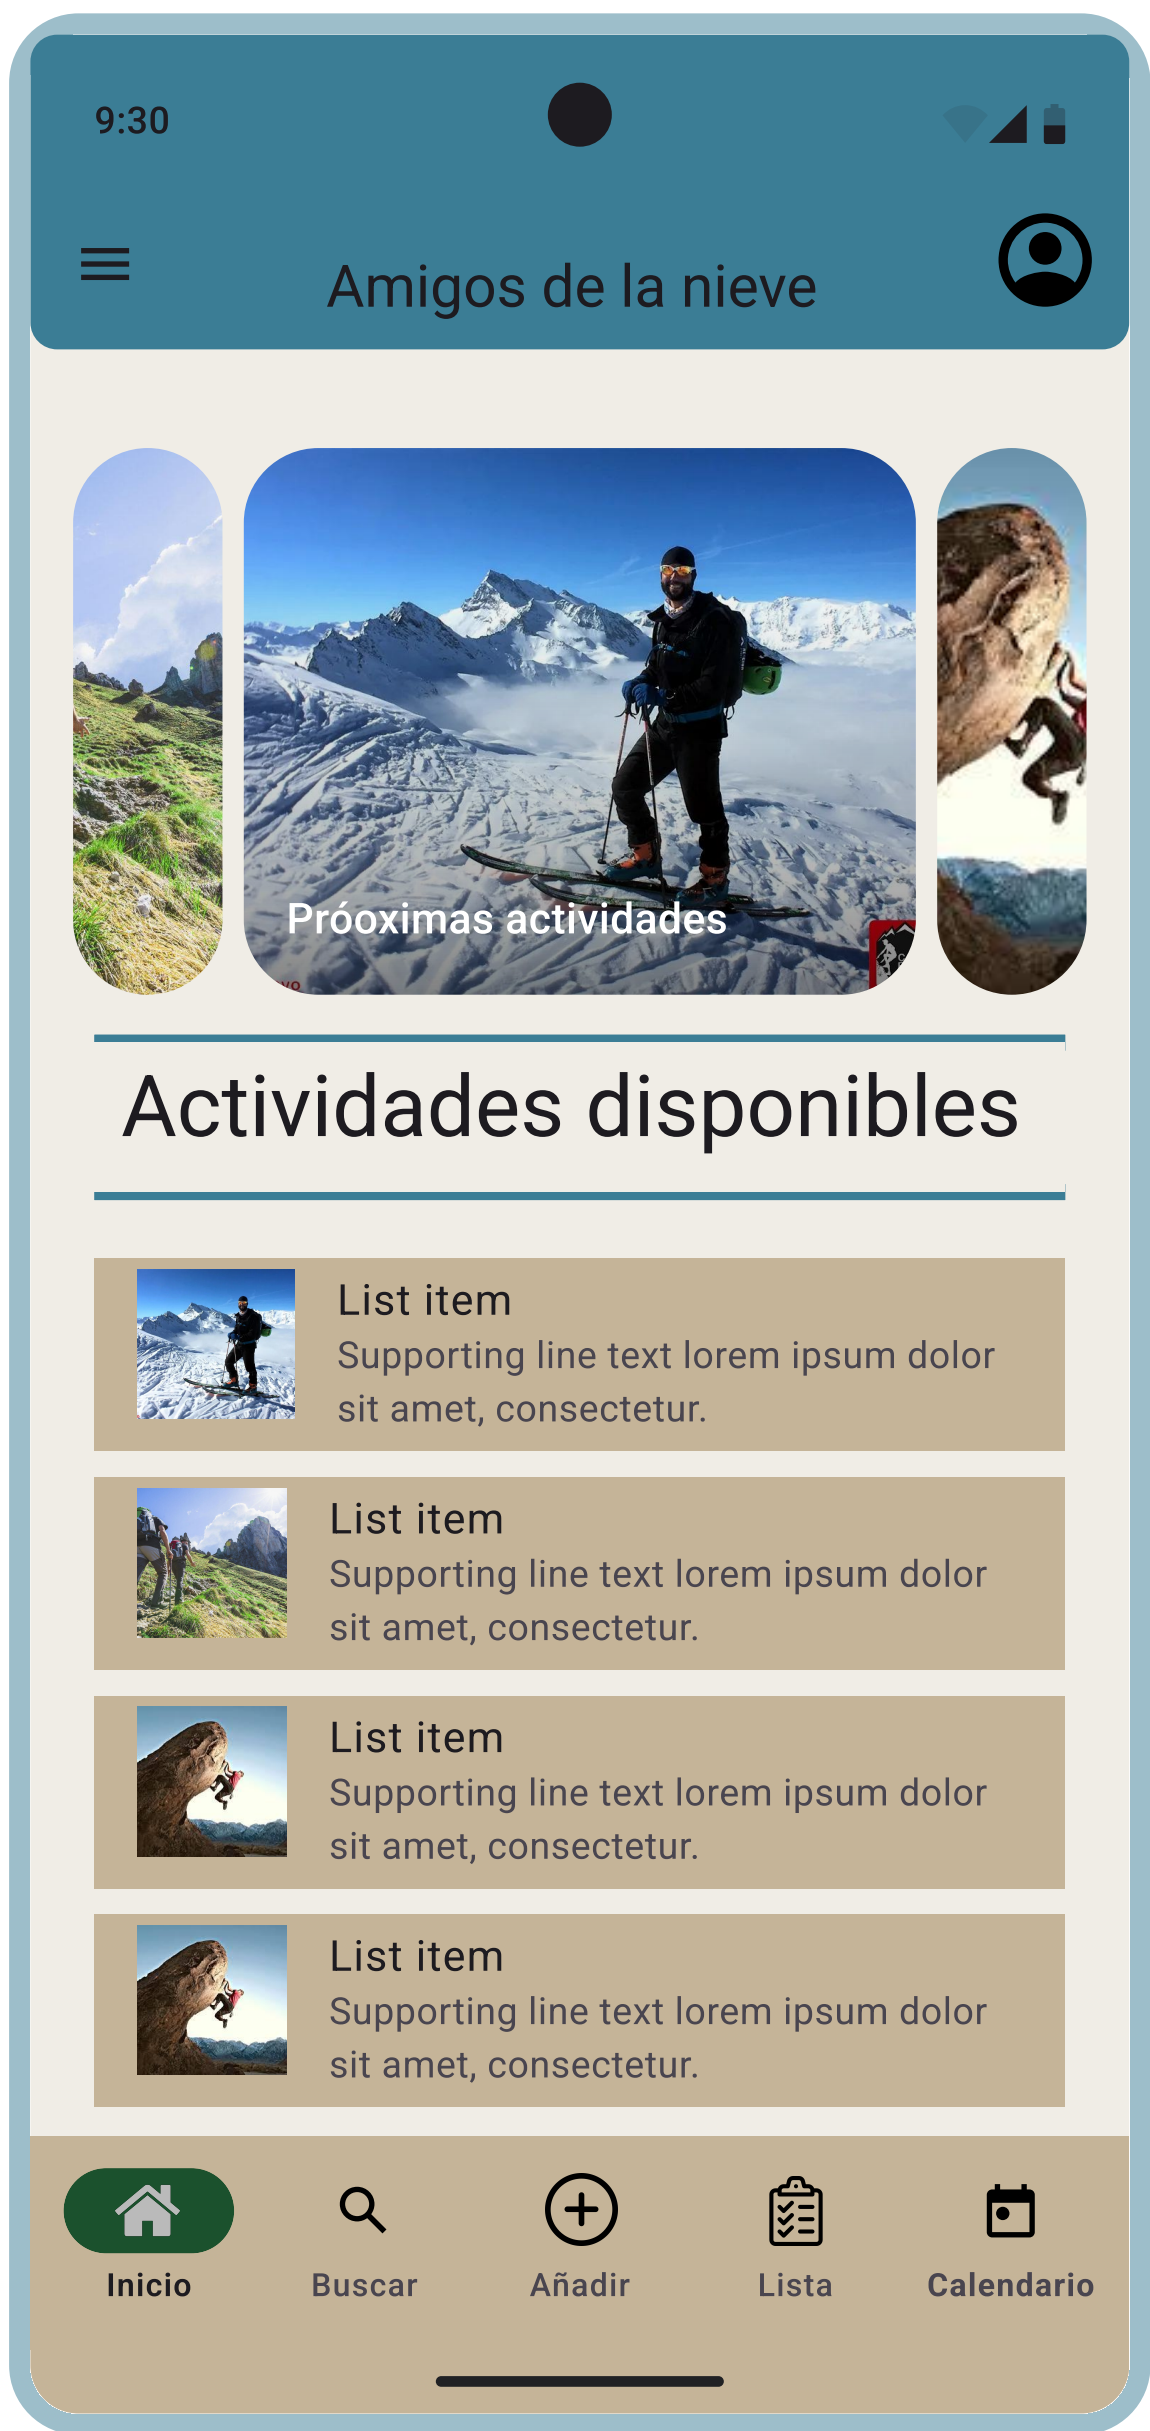 9:30
Amigos de la nieve
Próoximas actividades
vo
Actividades disponibles
List item
Supporting line text lorem ipsum dolor
sit amet, consectetur.
List item
Supporting line text lorem ipsum dolor
sit amet, consectetur.
List item
Supporting line text lorem ipsum dolor
sit amet, consectetur.
List item
Supporting line text lorem ipsum dolor
sit amet, consectetur.
Inicio
Buscar
Añadir
Lista
Calendario